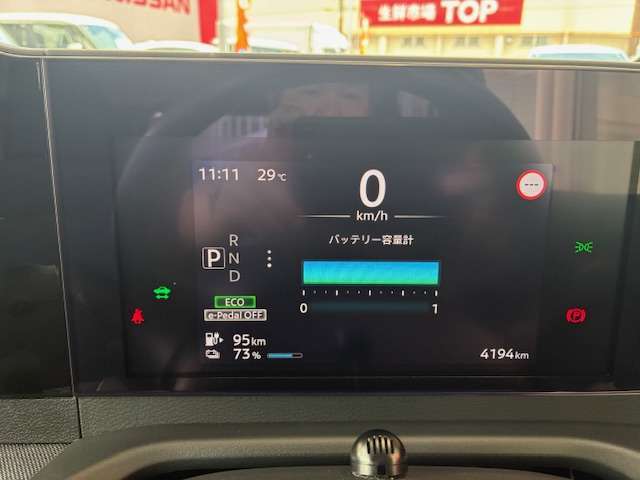 NISSAN
生鮮市場 TOP
11:11 29℃
0
km/h
---
バッテリー容量計
R
P N
D
ECO
e-Pedal OFF
0 1
95km
73%
4194km
P